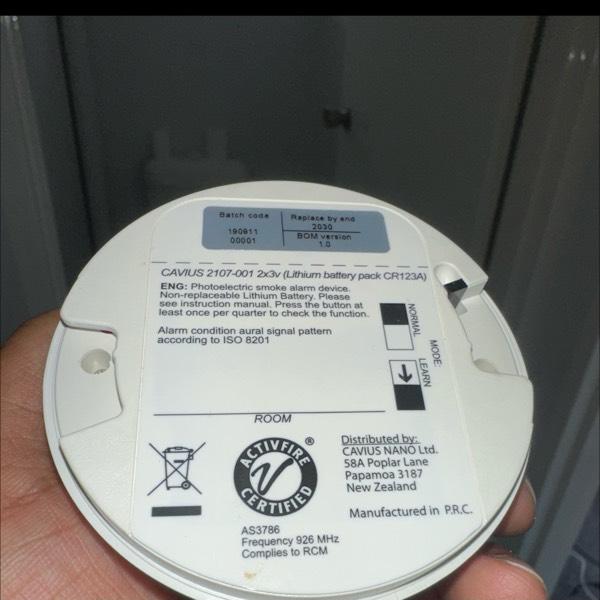 Batch code
190911
00001
Replace by end
2030
BOM version
1.0
CAVIUS 2107-001 2x3v (Lithium battery pack CR123A)
ENG: Photoelectric smoke alarm device.
Non-replaceable Lithium Battery. Please
see instruction manual. Press the button at
least once per quarter to check the function.
Alarm condition aural signal pattern
according to ISO 8201
MODE:
NORMAL
LEARN
ROOM
ACTIVFIRE ®
CERTIFIED
AS3786
Frequency 926 MHz
Complies to RCM
Distributed by:
CAVIUS NANO Ltd.
58A Poplar Lane
Papamoa 3187
New Zealand
Manufactured in P.R.C.